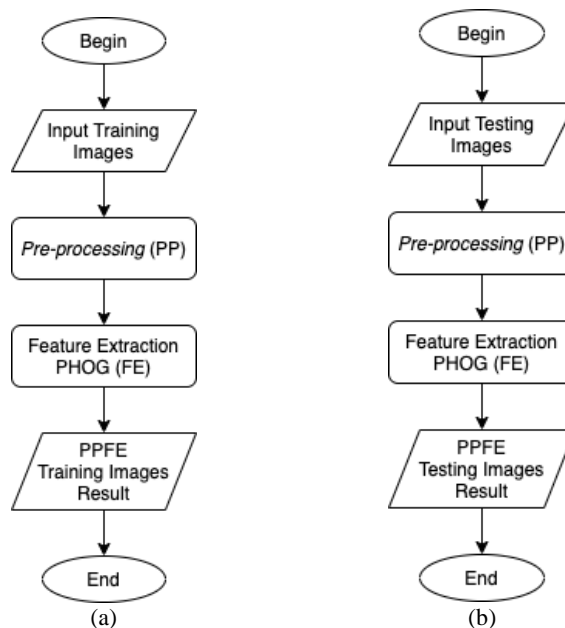 Begin
Input Training
Images
Pre-processing (PP)
Feature Extraction
PHOG (FE)
PPFE
Training Images
Result
End
(a)
Begin
Input Testing
Images
Pre-processing (PP)
Feature Extraction
PHOG (FE)
PPFE
Testing Images
Result
End
(b)